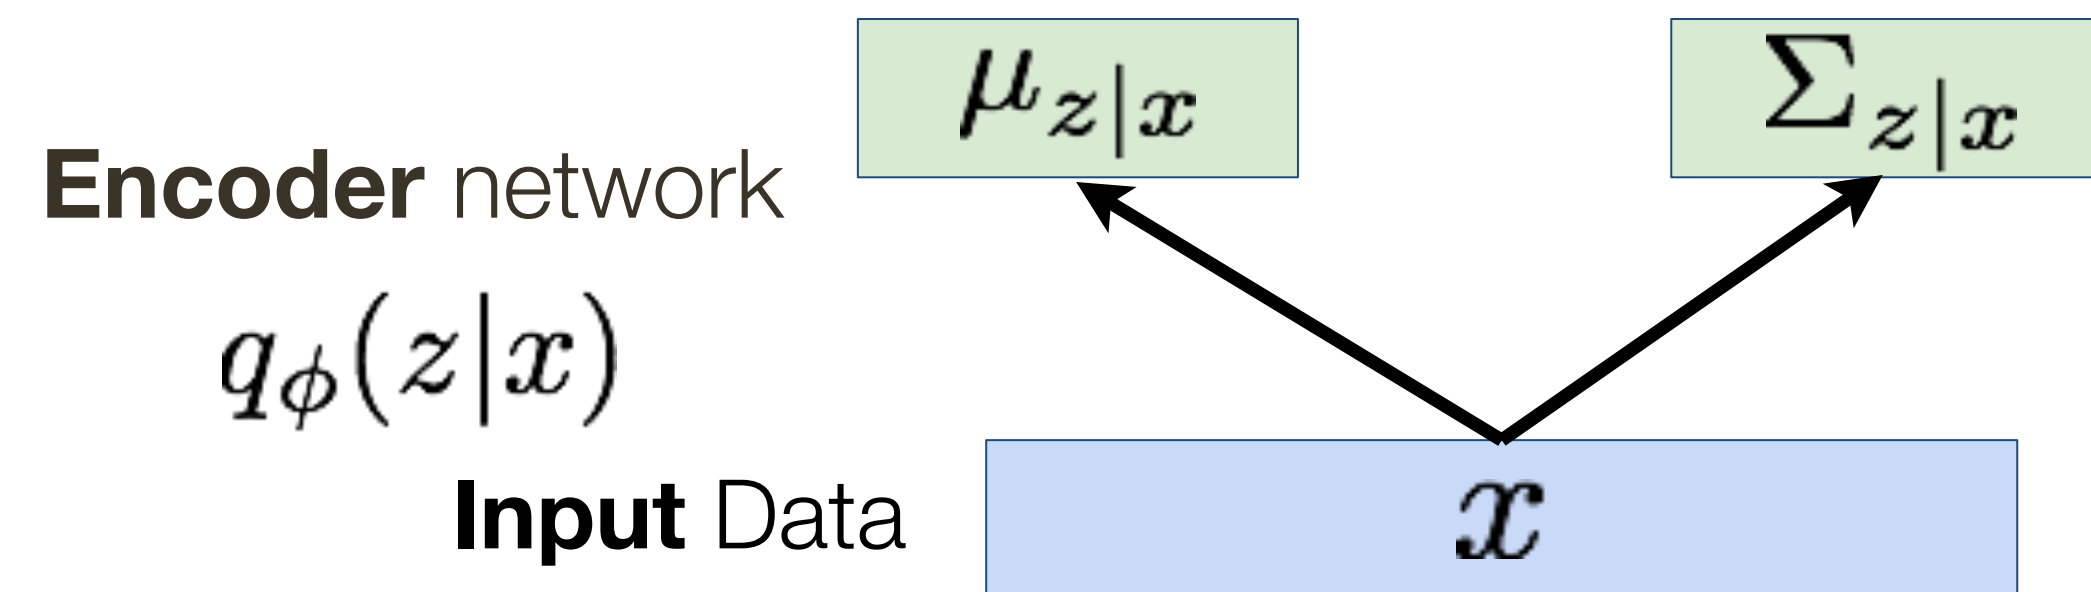 μ_{z|x}
Σ_{z|x}
Encoder network
q_ϕ(z|x)
Input Data
x